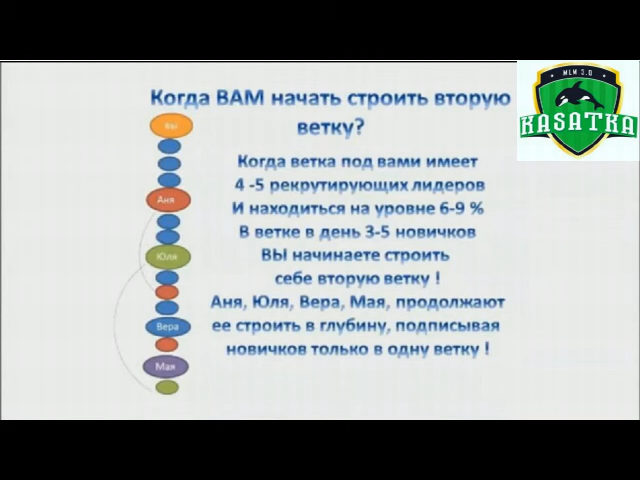 MLM 3.0
KASATKA
Когда ВАМ начать строить вторую
ветку?
Когда ветка под вами имеет
4 -5 рекрутирующих лидеров
И находиться на уровне 6-9 %
В ветке в день 3-5 новичков
ВЫ начинаете строить
себе вторую ветку !
Аня, Юля, Вера, Мая, продолжают
ее строить в глубину, подписывая
новичков только в одну ветку !
вы
Аня
Юля
Вера
Мая